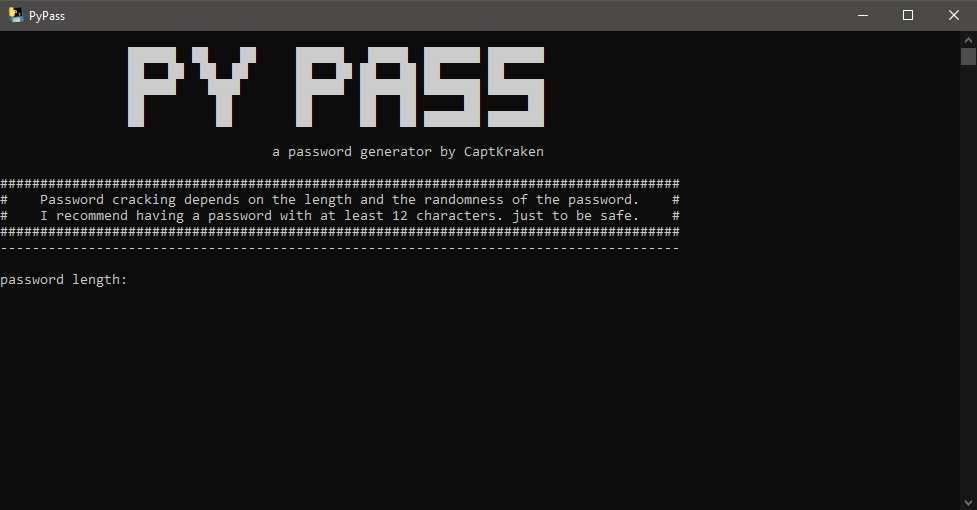 PyPass
PY PASS
a password generator by CaptKraken
#####################################################################################
#    Password cracking depends on the length and the randomness of the password.    #
#    I recommend having a password with at least 12 characters. just to be safe.    #
#####################################################################################
-------------------------------------------------------------------------------------
password length: